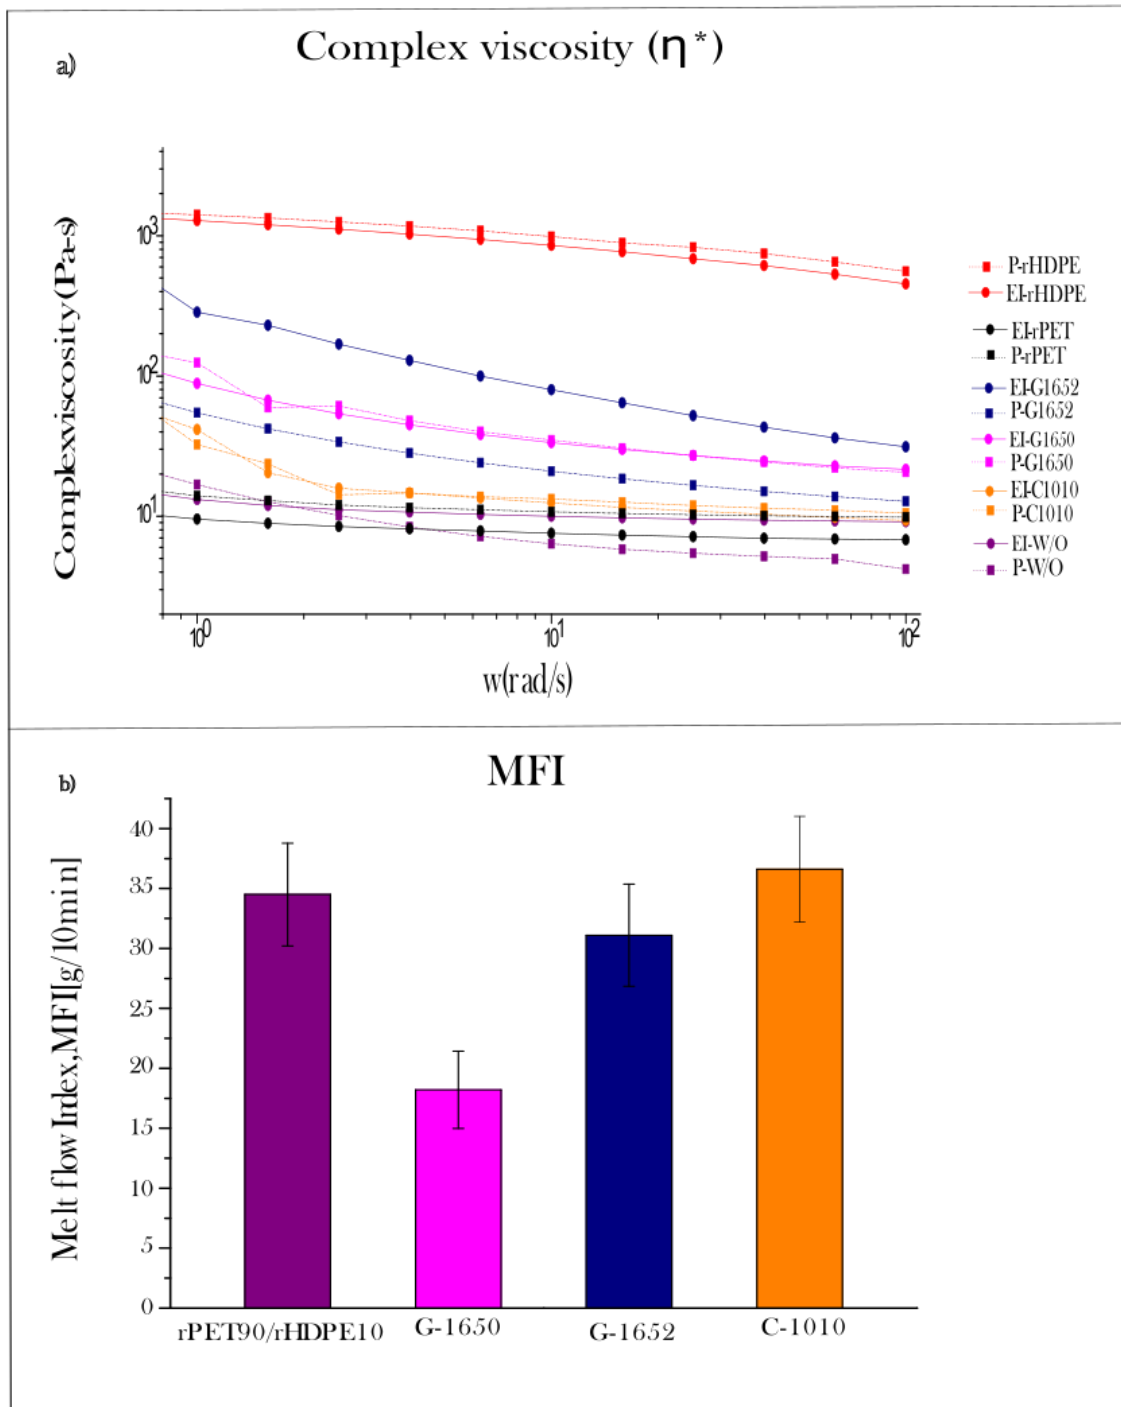 a)
Complex viscosity (η*)
Complexviscosity(Pa-s)
10³
10²
10¹
10⁰
10¹
10²
w(rad/s)
P-rHDPE
EI-rHDPE
EI-rPET
P-rPET
EI-G1652
P-G1652
EI-G1650
P-G1650
EI-C1010
P-C1010
EI-W/O
P-W/O
b)
MFI
Melt flow Index,MFI[g/10min]
40
35
30
25
20
15
10
5
0
rPET90/rHDPE10
G-1650
G-1652
C-1010